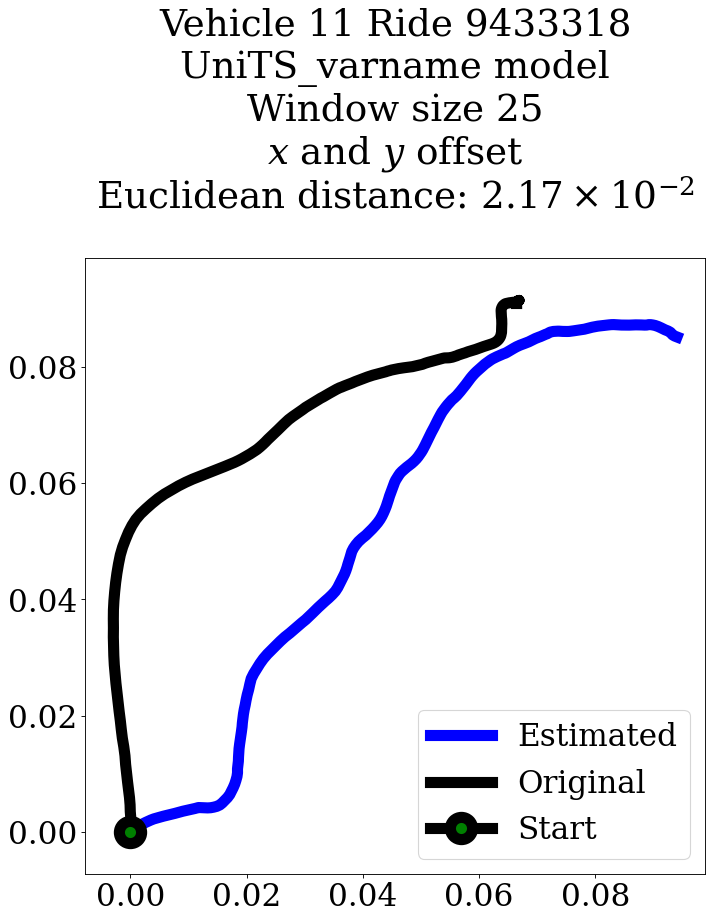 Vehicle 11 Ride 9433318
UniTS_varname model
Window size 25
x and y offset
Euclidean distance: 2.17 × 10⁻²
0.08
0.06
0.04
0.02
0.00
Estimated
Original
Start
0.00 0.02 0.04 0.06 0.08